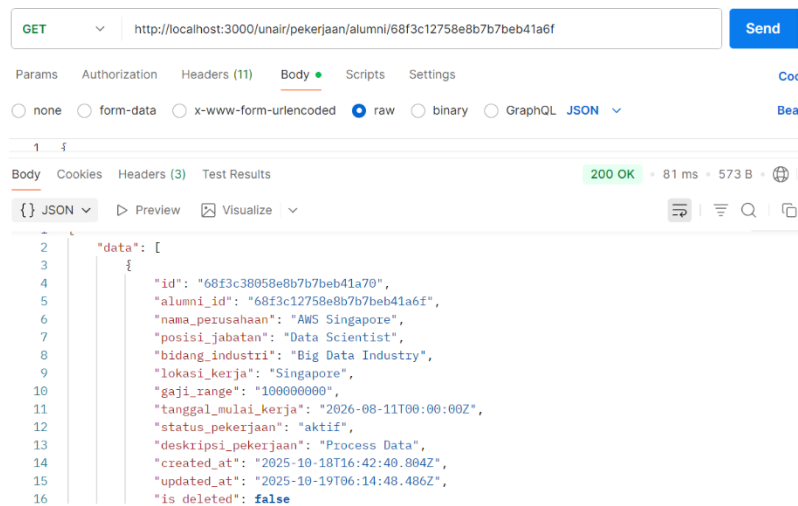 GET http://localhost:3000/unair/pekerjaan/alumni/68f3c12758e8b7b7beb41a6f Send
Params Authorization Headers (11) Body Scripts Settings Coo
none form-data x-www-form-urlencoded raw binary GraphQL JSON Bea
1 {
Body Cookies Headers (3) Test Results 200 OK 81 ms 573 B
{} JSON Preview Visualize
2 "data": [
3 {
4 "id": "68f3c38058e8b7b7beb41a70",
5 "alumni_id": "68f3c12758e8b7b7beb41a6f",
6 "nama_perusahaan": "AWS Singapore",
7 "posisi_jabatan": "Data Scientist",
8 "bidang_industri": "Big Data Industry",
9 "lokasi_kerja": "Singapore",
10 "gaji_range": "100000000",
11 "tanggal_mulai_kerja": "2026-08-11T00:00:00Z",
12 "status_pekerjaan": "aktif",
13 "deskripsi_pekerjaan": "Process Data",
14 "created_at": "2025-10-18T16:42:40.804Z",
15 "updated_at": "2025-10-19T06:14:48.486Z",
16 "is_deleted": false